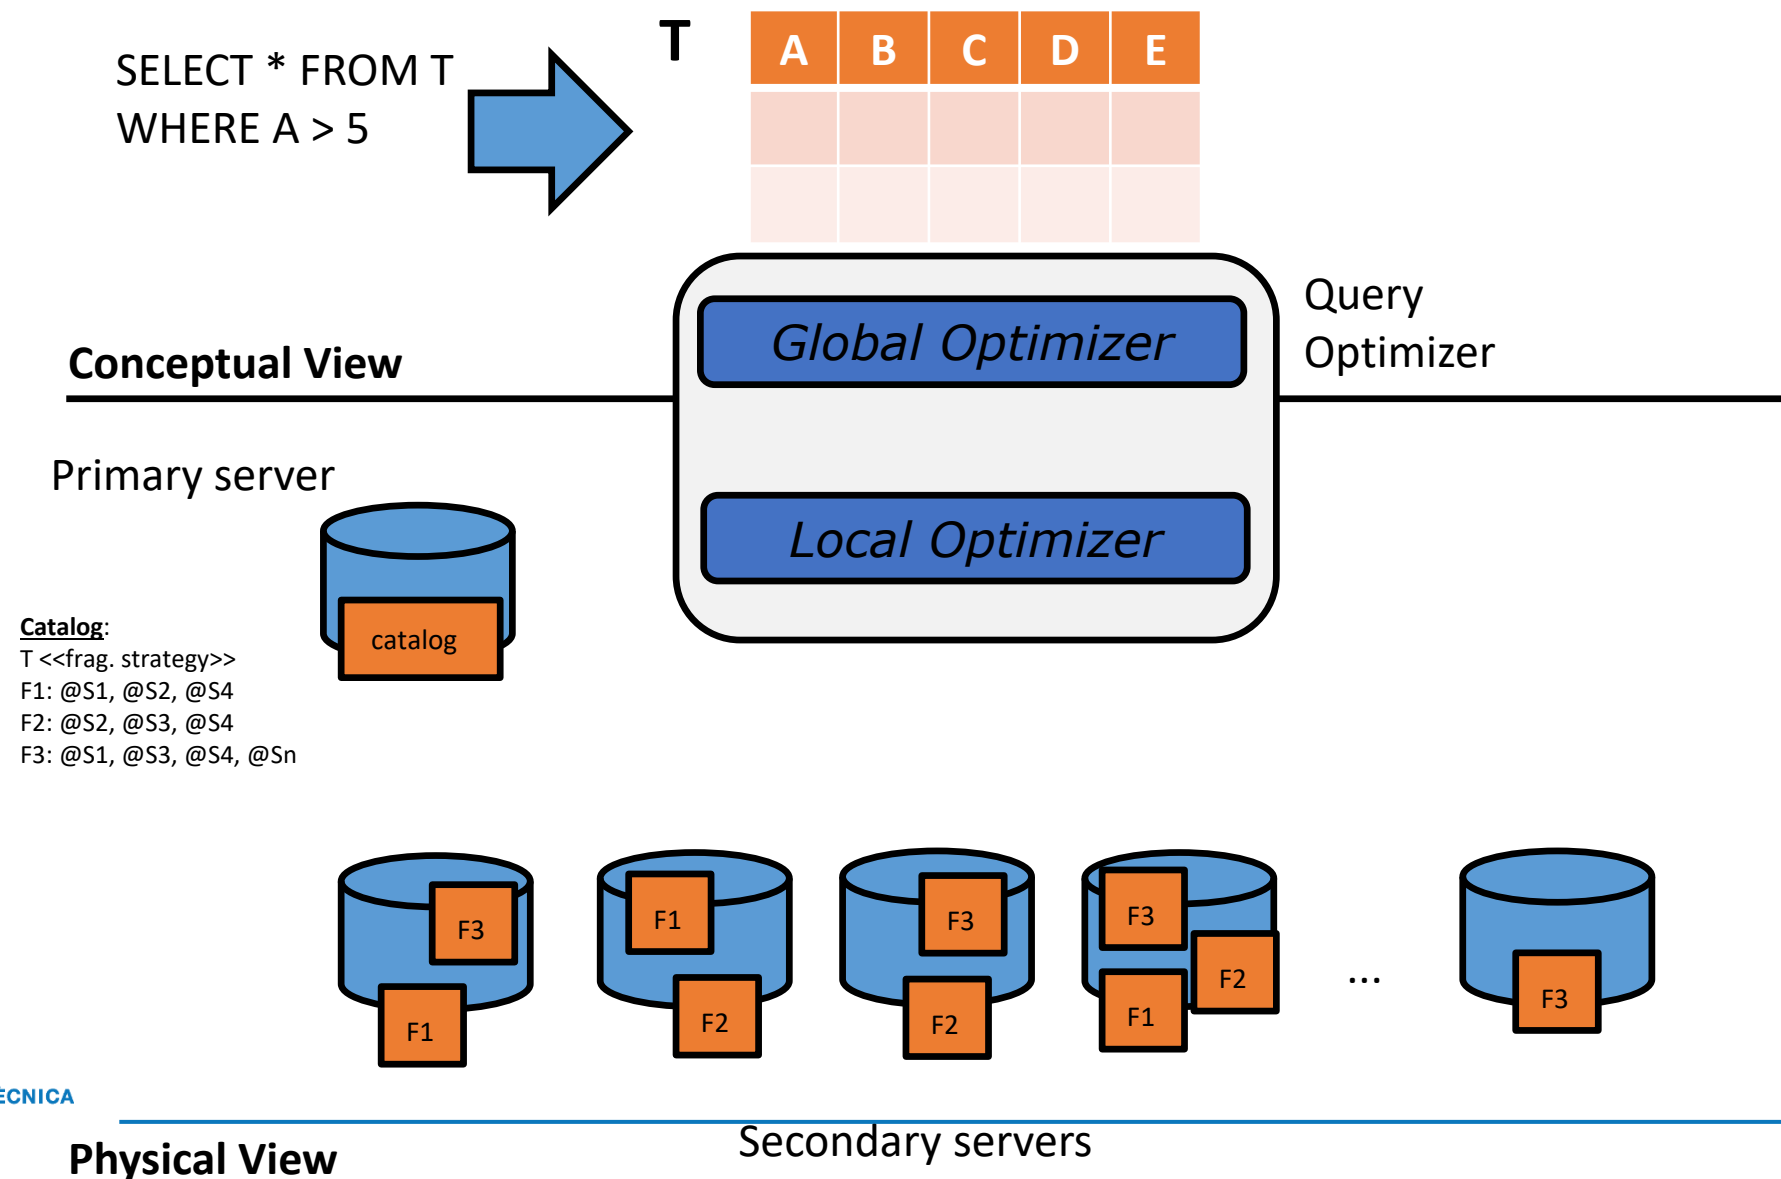 SELECT * FROM T
WHERE A > 5
T
A B C D E
Query
Optimizer
Global Optimizer
Conceptual View
Primary server
Local Optimizer
catalog
Catalog:
T <<frag. strategy>>
F1: @S1, @S2, @S4
F2: @S2, @S3, @S4
F3: @S1, @S3, @S4, @Sn
F3
F1
F1
F2
F3
F2
F3
F2
F1
...
F3
ÈCNICA
Secondary servers
Physical View